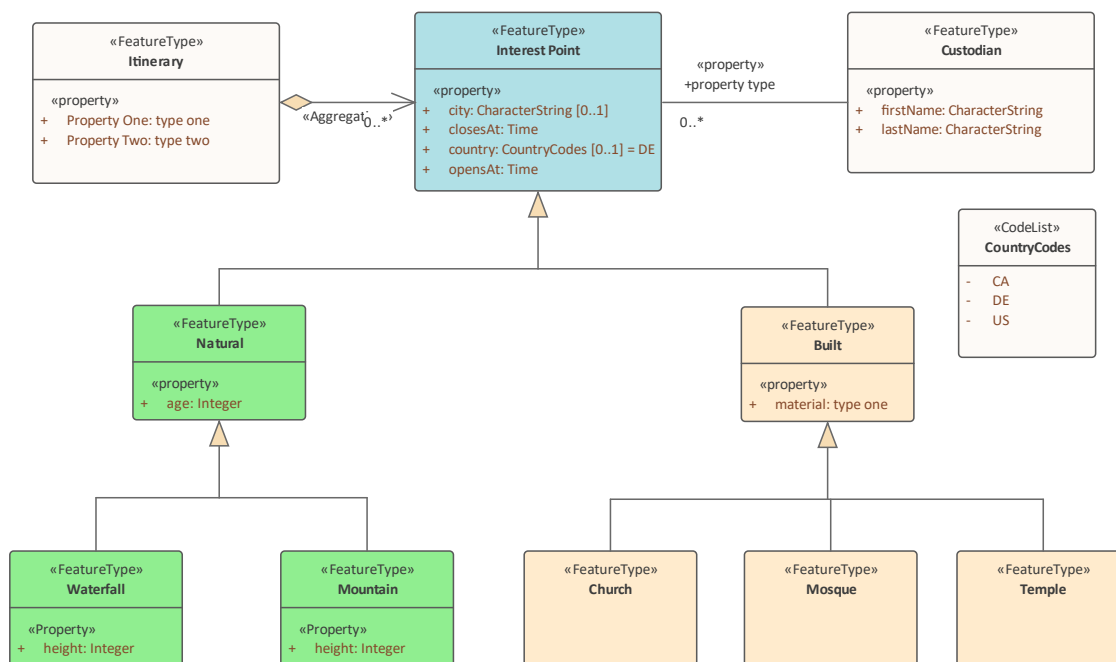 «FeatureType»
Itinerary
«property»
+ Property One: type one
+ Property Two: type two
«Aggregat
0..*
«FeatureType»
Interest Point
«property»
+ city: CharacterString [0..1]
+ closesAt: Time
+ country: CountryCodes [0..1] = DE
+ opensAt: Time
«property»
+property type
0..*
«FeatureType»
Custodian
«property»
+ firstName: CharacterString
+ lastName: CharacterString
«CodeList»
CountryCodes
- CA
- DE
- US
«FeatureType»
Natural
«property»
+ age: Integer
«FeatureType»
Built
«property»
+ material: type one
«FeatureType»
Waterfall
«Property»
+ height: Integer
«FeatureType»
Mountain
«Property»
+ height: Integer
«FeatureType»
Church
«FeatureType»
Mosque
«FeatureType»
Temple